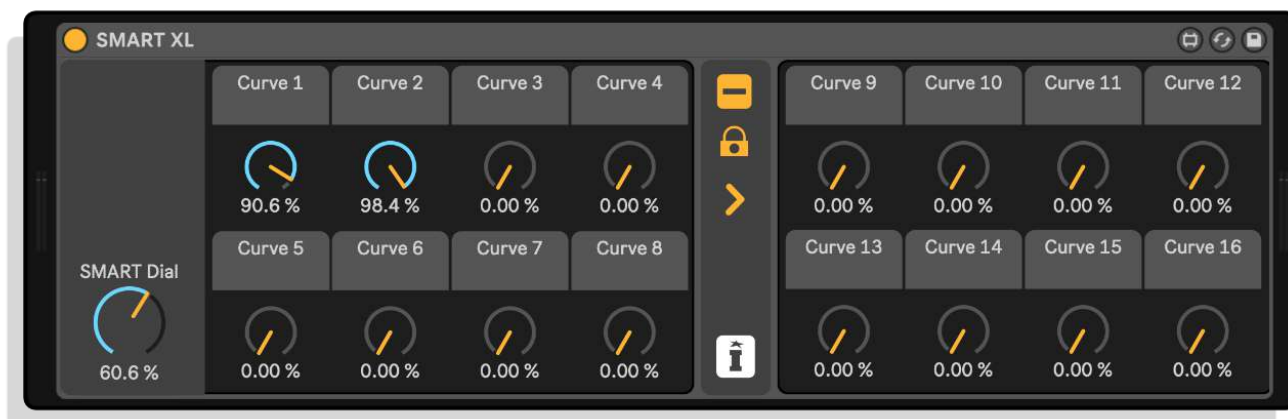 SMART XL
Curve 1 Curve 2 Curve 3 Curve 4
90.6 % 98.4 % 0.00 % 0.00 %
Curve 5 Curve 6 Curve 7 Curve 8
0.00 % 0.00 % 0.00 % 0.00 %
SMART Dial
60.6 %
I
Curve 9 Curve 10 Curve 11 Curve 12
0.00 % 0.00 % 0.00 % 0.00 %
Curve 13 Curve 14 Curve 15 Curve 16
0.00 % 0.00 % 0.00 % 0.00 %